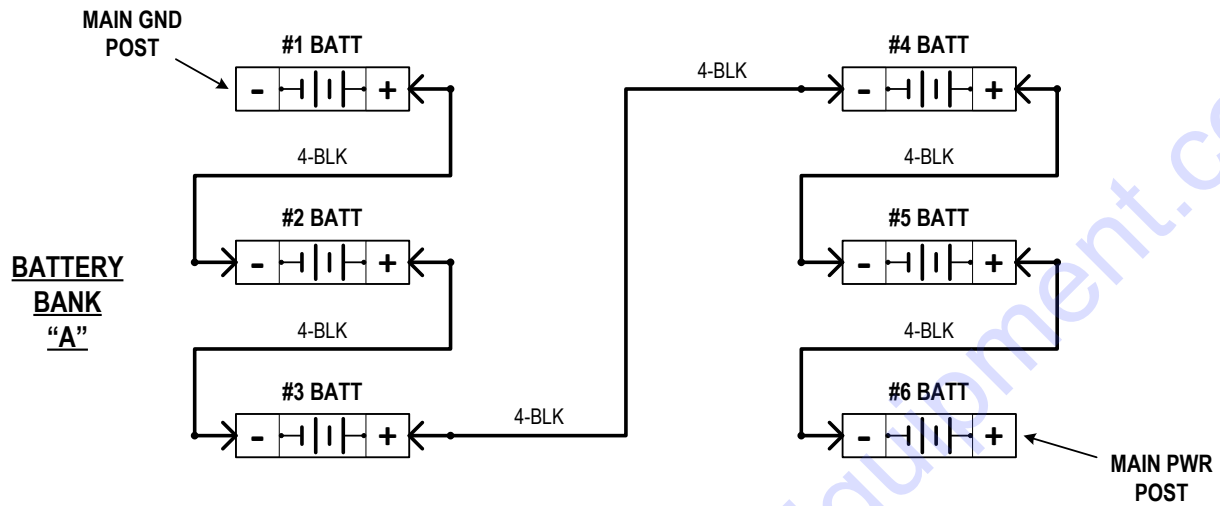 MAIN GND
POST
#1 BATT
- +
4-BLK
#2 BATT
- +
4-BLK
#3 BATT
- +
4-BLK
BATTERY
BANK
“A”
4-BLK
#4 BATT
- +
4-BLK
#5 BATT
- +
4-BLK
#6 BATT
- +
MAIN PWR
POST
quipment.c